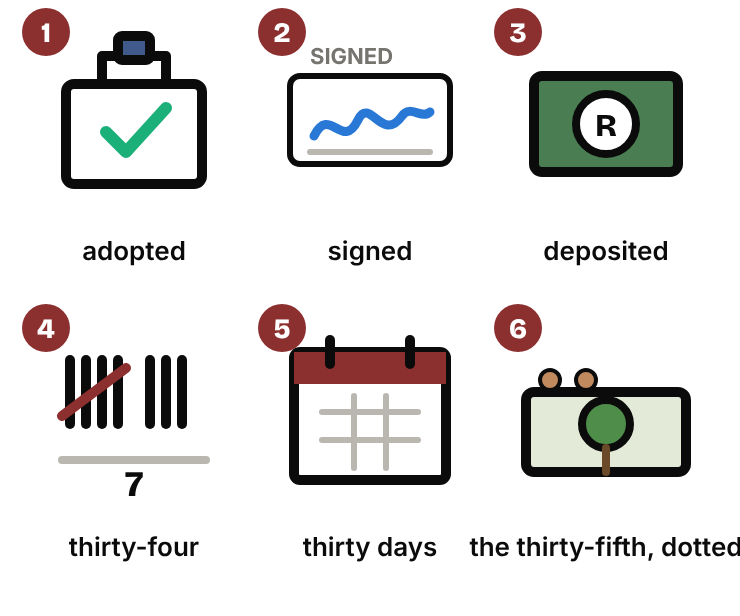 1
2
SIGNED
3
R
adopted
signed
deposited
4
7
5
6
thirty-four
thirty days
the thirty-fifth, dotted